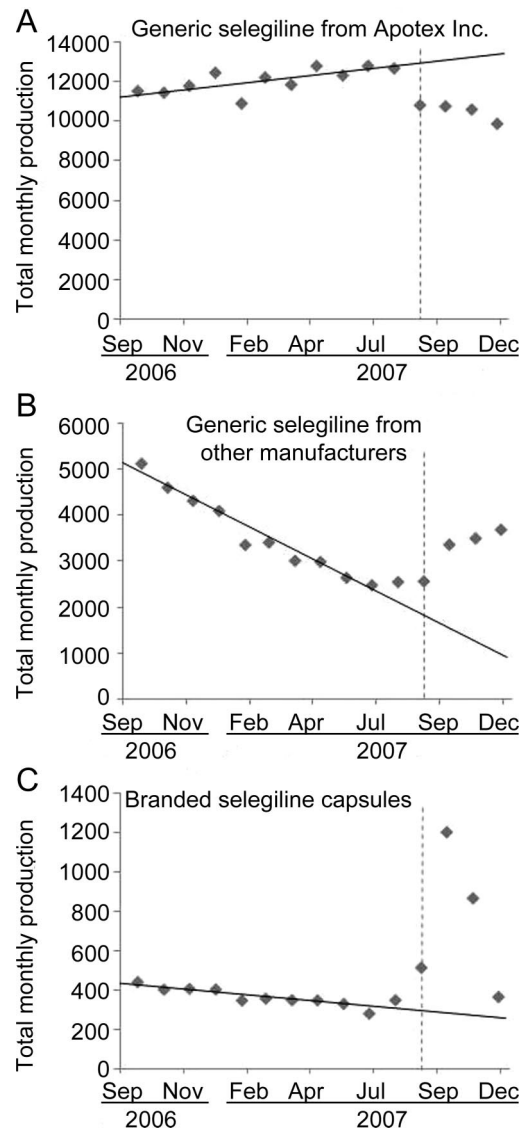 A
Generic selegiline from Apotex Inc.
Total monthly production
14000
12000
10000
8000
6000
4000
2000
0
Sep Nov Feb Apr Jul Sep Dec
2006 2007
B
Generic selegiline from
other manufacturers
Total monthly production
6000
5000
4000
3000
2000
1000
0
Sep Nov Feb Apr Jul Sep Dec
2006 2007
C
Branded selegiline capsules
Total monthly production
1400
1200
1000
800
600
400
200
0
Sep Nov Feb Apr Jul Sep Dec
2006 2007